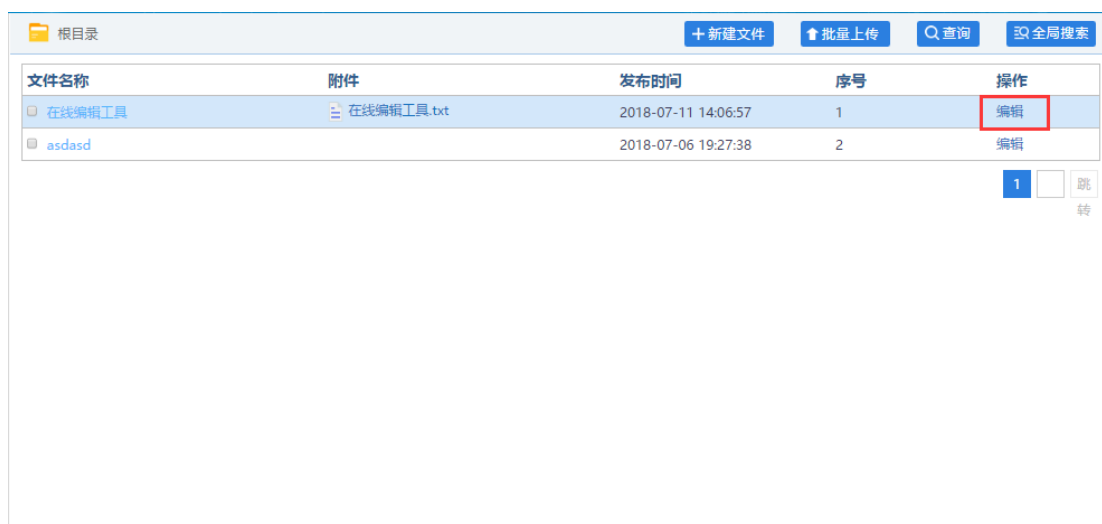 根目录 新建文件 批量上传 查询 全局搜索
文件名称 附件 发布时间 序号 操作
在线编辑工具 在线编辑工具.txt 2018-07-11 14:06:57 1 编辑
asdasd 2018-07-06 19:27:38 2 编辑
1 跳
转